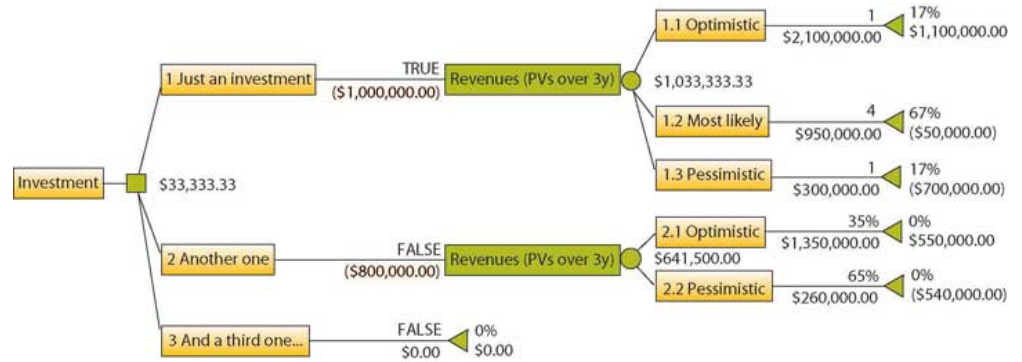 1.1 Optimistic
1
$2,100,000.00
17%
$1,100,000.00
1 Just an investment
TRUE
($1,000,000.00)
Revenues (PVs over 3y)
$1,033,333.33
1.2 Most likely
4
$950,000.00
67%
($50,000.00)
1.3 Pessimistic
1
$300,000.00
17%
($700,000.00)
Investment
$33,333.33
2.1 Optimistic
35%
$1,350,000.00
0%
$550,000.00
2 Another one
FALSE
($800,000.00)
Revenues (PVs over 3y)
$641,500.00
2.2 Pessimistic
65%
$260,000.00
0%
($540,000.00)
3 And a third one...
FALSE
$0.00
0%
$0.00